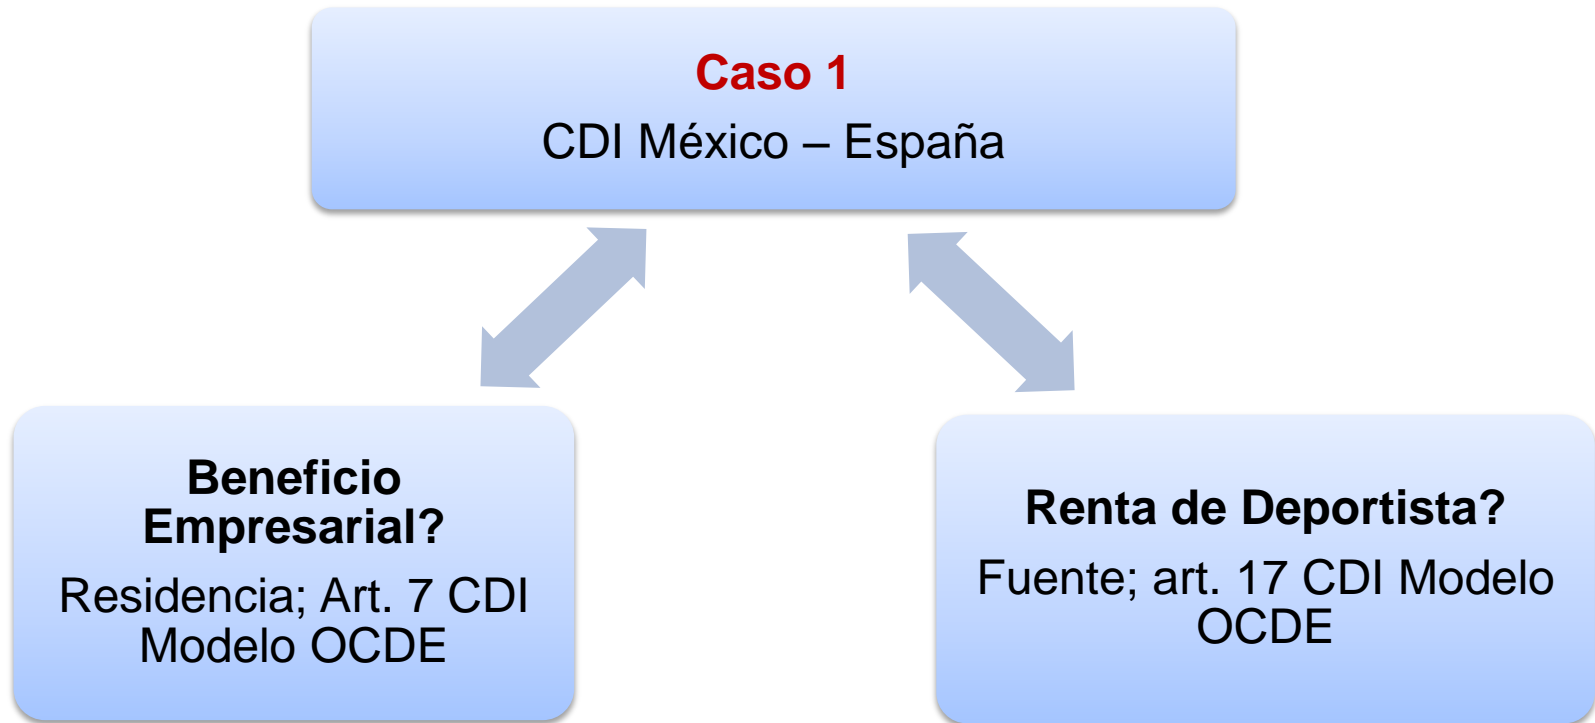 Caso 1
CDI México – España
Beneficio
Empresarial?
Residencia; Art. 7 CDI
Modelo OCDE
Renta de Deportista?
Fuente; art. 17 CDI Modelo
OCDE